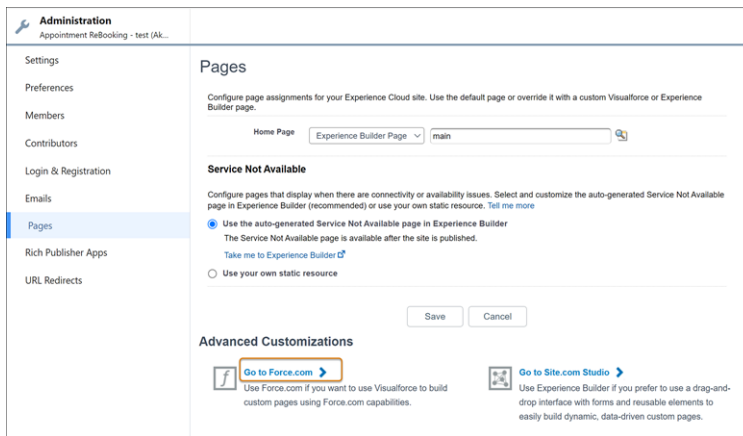 Administration
Appointment ReBooking - test (Ak...
Settings
Preferences
Members
Contributors
Login & Registration
Emails
Pages
Rich Publisher Apps
URL Redirects
Pages
Configure page assignments for your Experience Cloud site. Use the default page or override it with a custom Visualforce or Experience
Builder page.
Home Page
Experience Builder Page
main
Service Not Available
Configure pages that display when there are connectivity or availability issues. Select and customize the auto-generated Service Not Available
page in Experience Builder (recommended) or use your own static resource. Tell me more
Use the auto-generated Service Not Available page in Experience Builder
The Service Not Available page is available after the site is published.
Take me to Experience Builder
Use your own static resource
Save
Cancel
Advanced Customizations
Go to Force.com
Use Force.com if you want to use Visualforce to build
custom pages using Force.com capabilities.
Go to Site.com Studio
Use Experience Builder if you prefer to use a drag-and-
drop interface with forms and reusable elements to
easily build dynamic, data-driven custom pages.